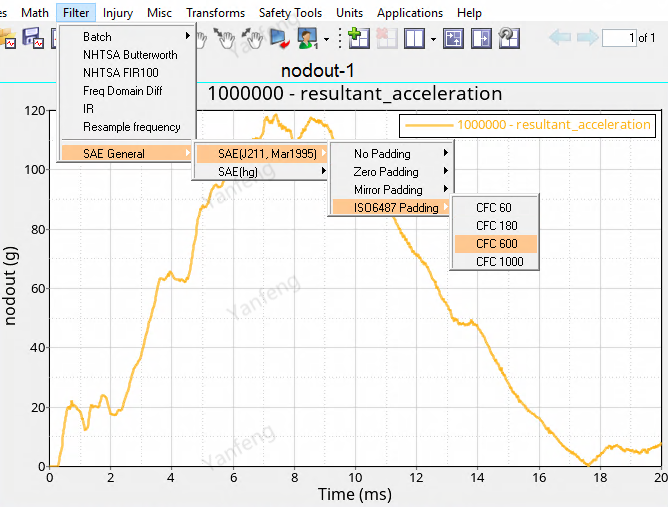 es Math Filter Injury Misc Transforms Safety Tools Units Applications Help
1 of 1
Batch
NHTSA Butterworth
NHTSA FIR100
Freq Domain Diff
IR
Resample frequency
SAE General
SAE(J211, Mar1995)
SAE(hg)
No Padding
Zero Padding
Mirror Padding
ISO6487 Padding
CFC 60
CFC 180
CFC 600
CFC 1000
nodout-1
1000000 - resultant_acceleration
1000000 - resultant_acceleration
nodout (g)
120
100
80
60
40
20
0
0 2 4 6 8 10 12 14 16 18 20
Time (ms)
Yanfeng
Yanfeng
Yanfeng
Yanfeng